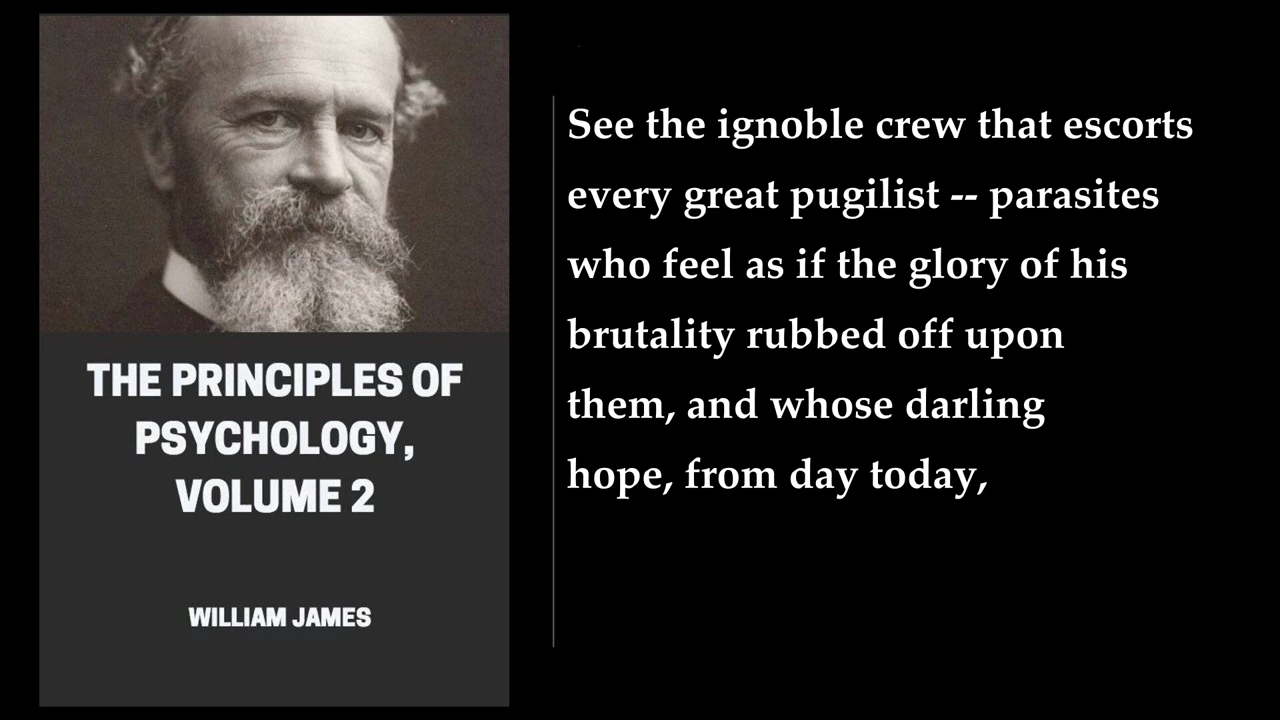 THE PRINCIPLES OF
PSYCHOLOGY,
VOLUME 2
WILLIAM JAMES
See the ignoble crew that escorts
every great pugilist -- parasites
who feel as if the glory of his
brutality rubbed off upon
them, and whose darling
hope, from day today,